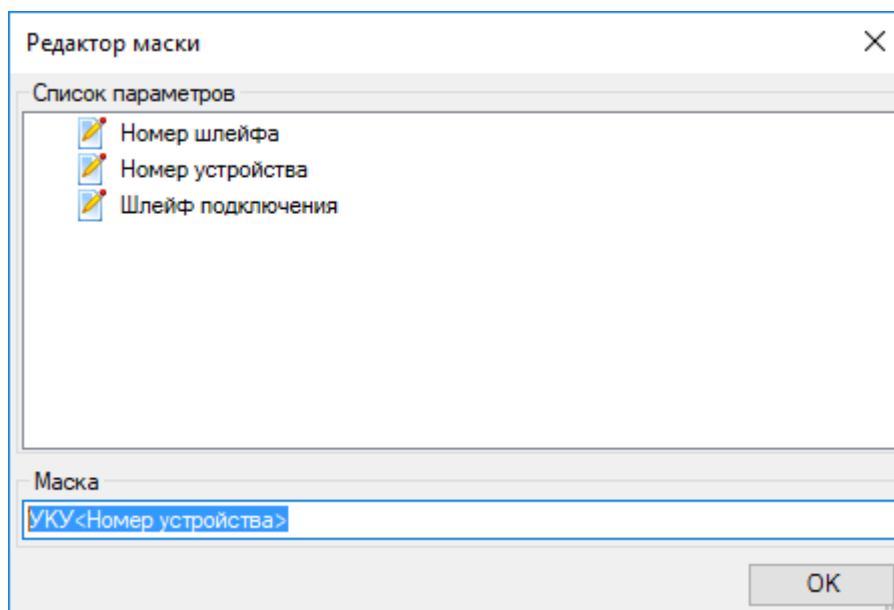 Редактор маски
Список параметров
Номер шлейфа
Номер устройства
Шлейф подключения
Маска
УКУ<Номер устройства>
OK